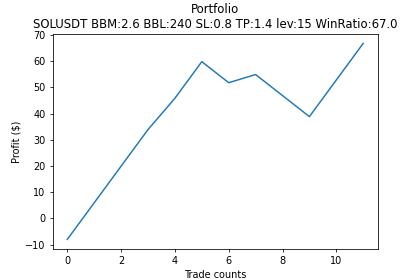 Portfolio
SOLUSDT BBM:2.6 BBL:240 SL:0.8 TP:1.4 lev:15 WinRatio:67.0
70
60
50
40
30
20
10
0
−10
Profit ($)
0 2 4 6 8 10
Trade counts